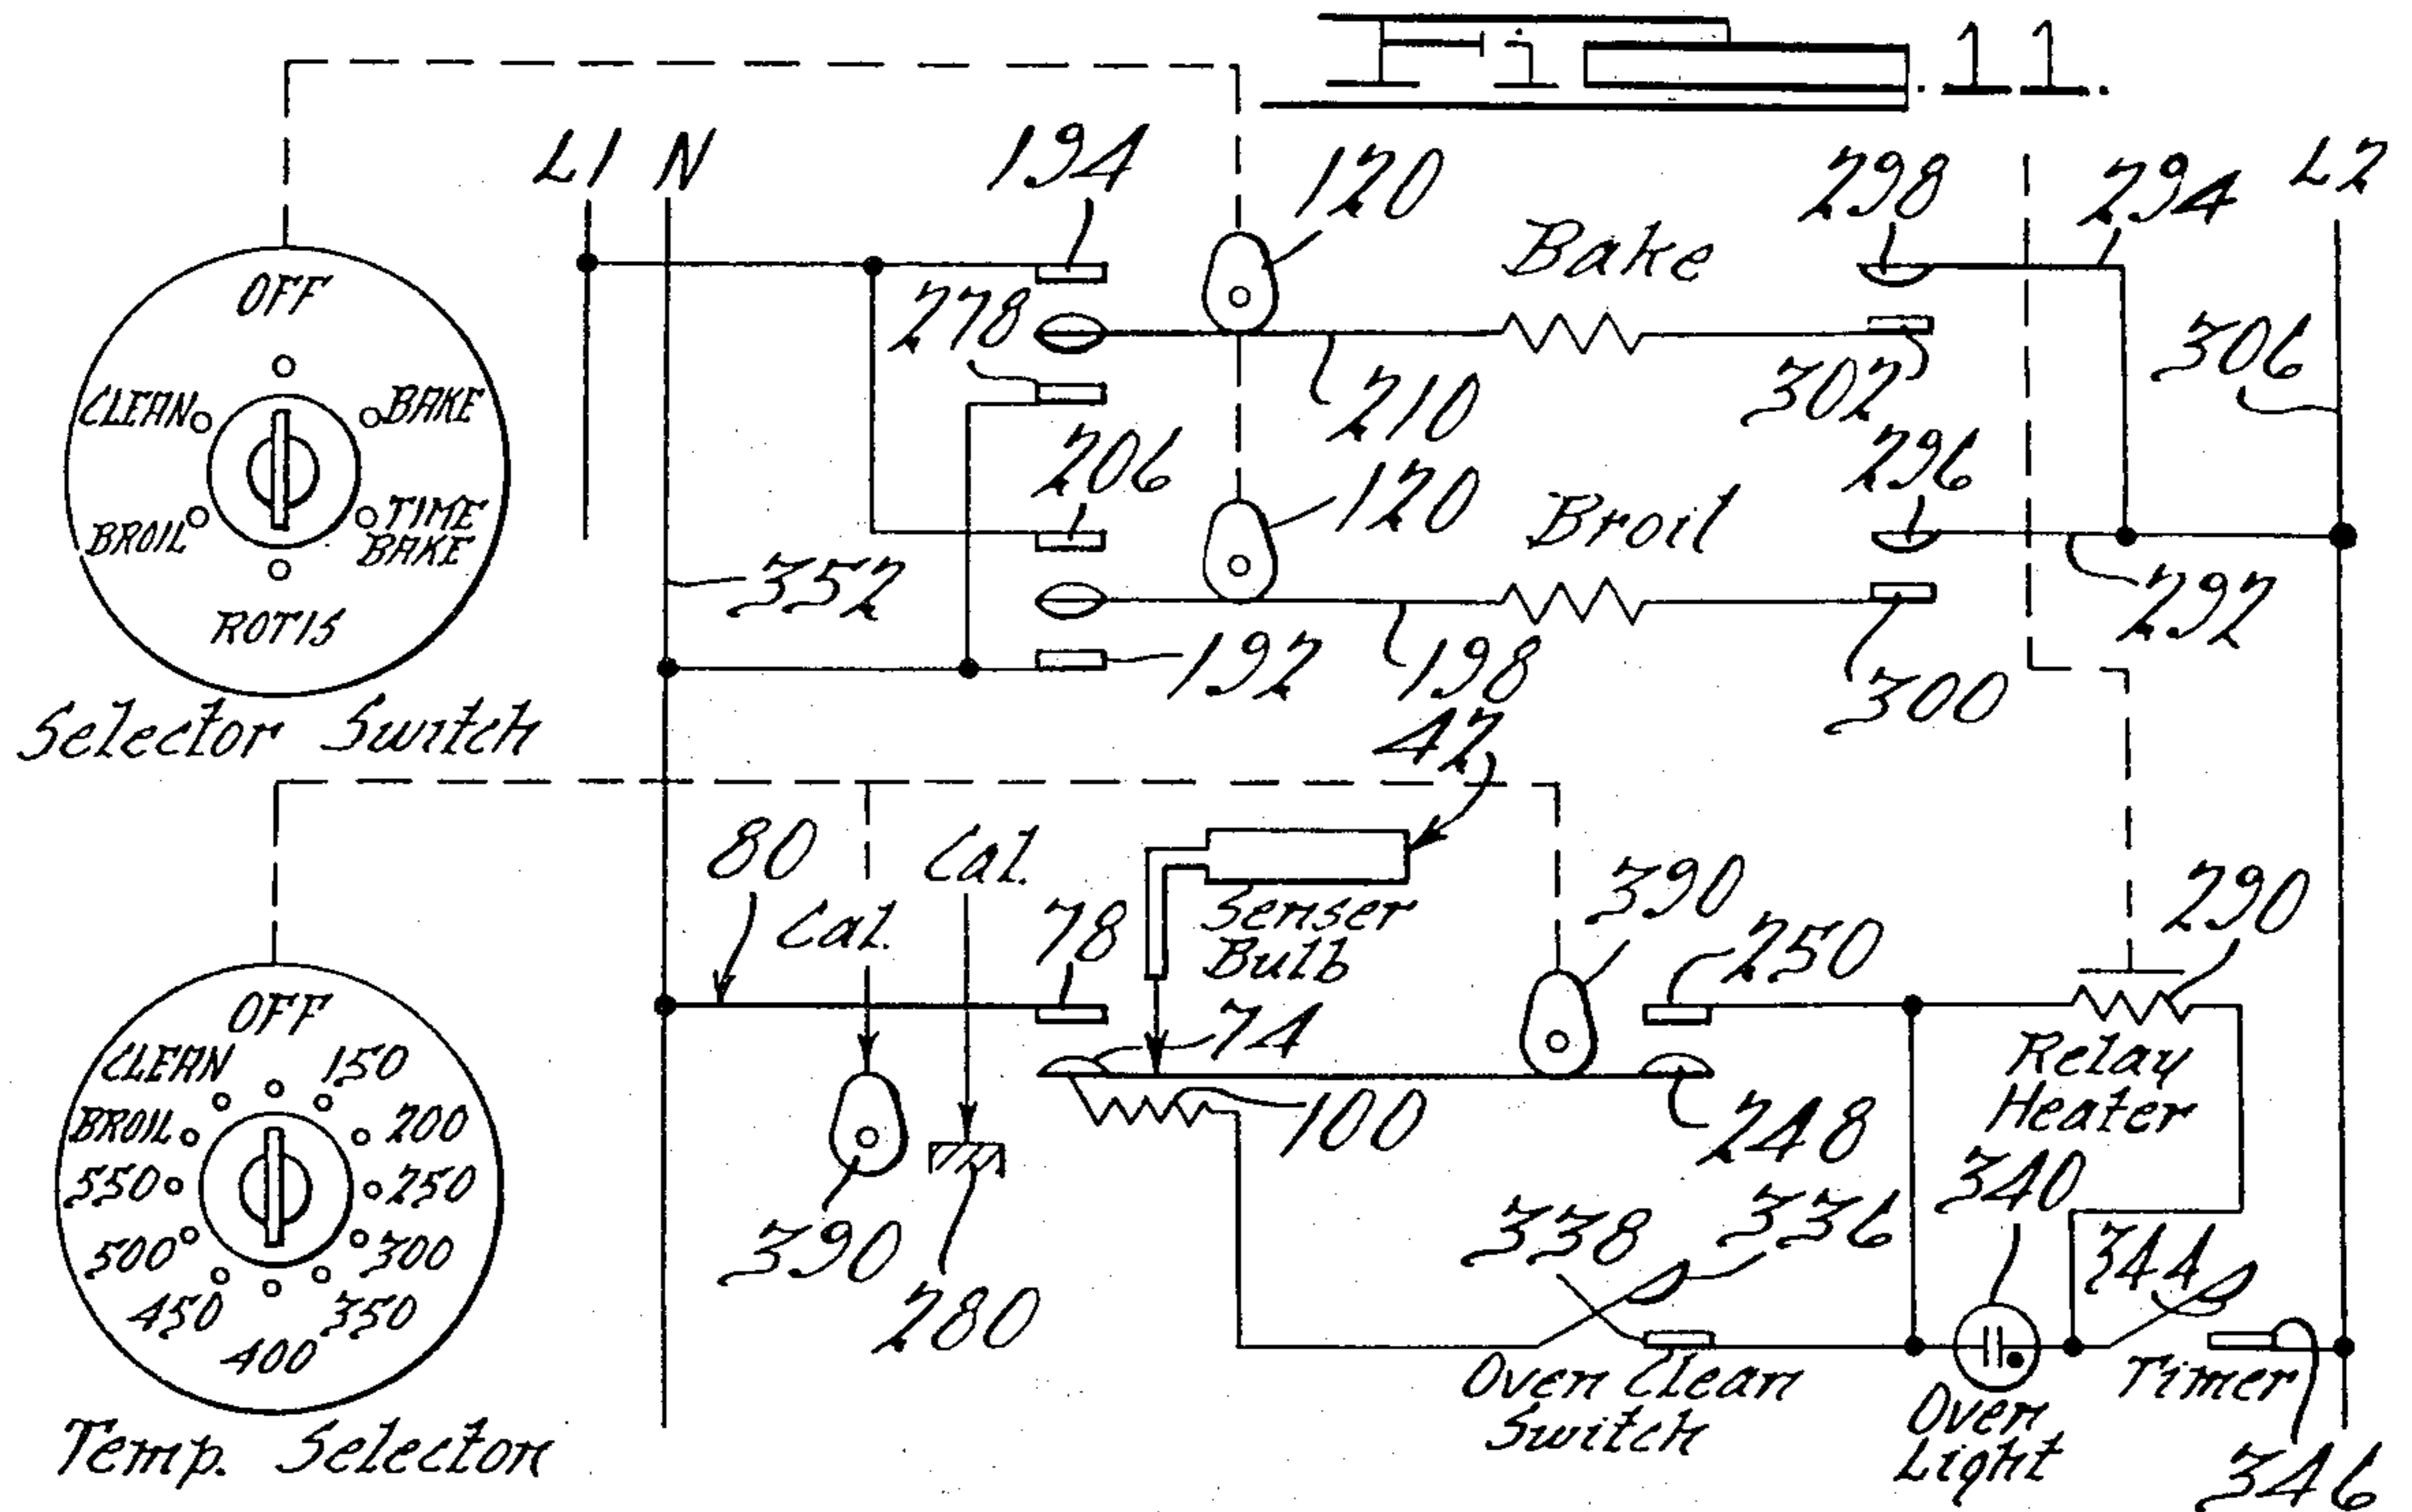 Fig. 11.
L1 N 194 120 298 294 L2
OFF
Bake
278
306
CLEAN BAKE
302
210
206
296
120
BROIL TIME
BAKE
Broil
352
292
ROTIS
192
198
300
Selector Switch
42
80
Cal.
Cal.
78
Senser
Bulb
390
250
290
OFF
74
CLEAN 150
Relay
Heater
BROIL 200
100
248
550 250
340
338 336
500 300
390
344
450 350
280
400
Oven Clean
Switch
Timer
Oven
Light
Temp. Selector
346